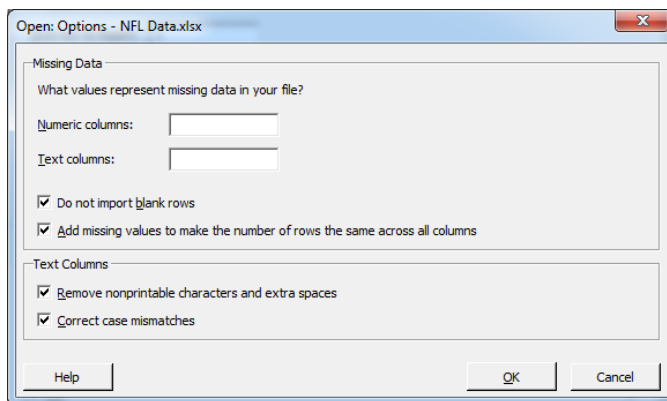 Open: Options - NFL Data.xlsx
Missing Data
What values represent missing data in your file?
Numeric columns:
Text columns:
Do not import blank rows
Add missing values to make the number of rows the same across all columns
Text Columns
Remove nonprintable characters and extra spaces
Correct case mismatches
Help OK Cancel